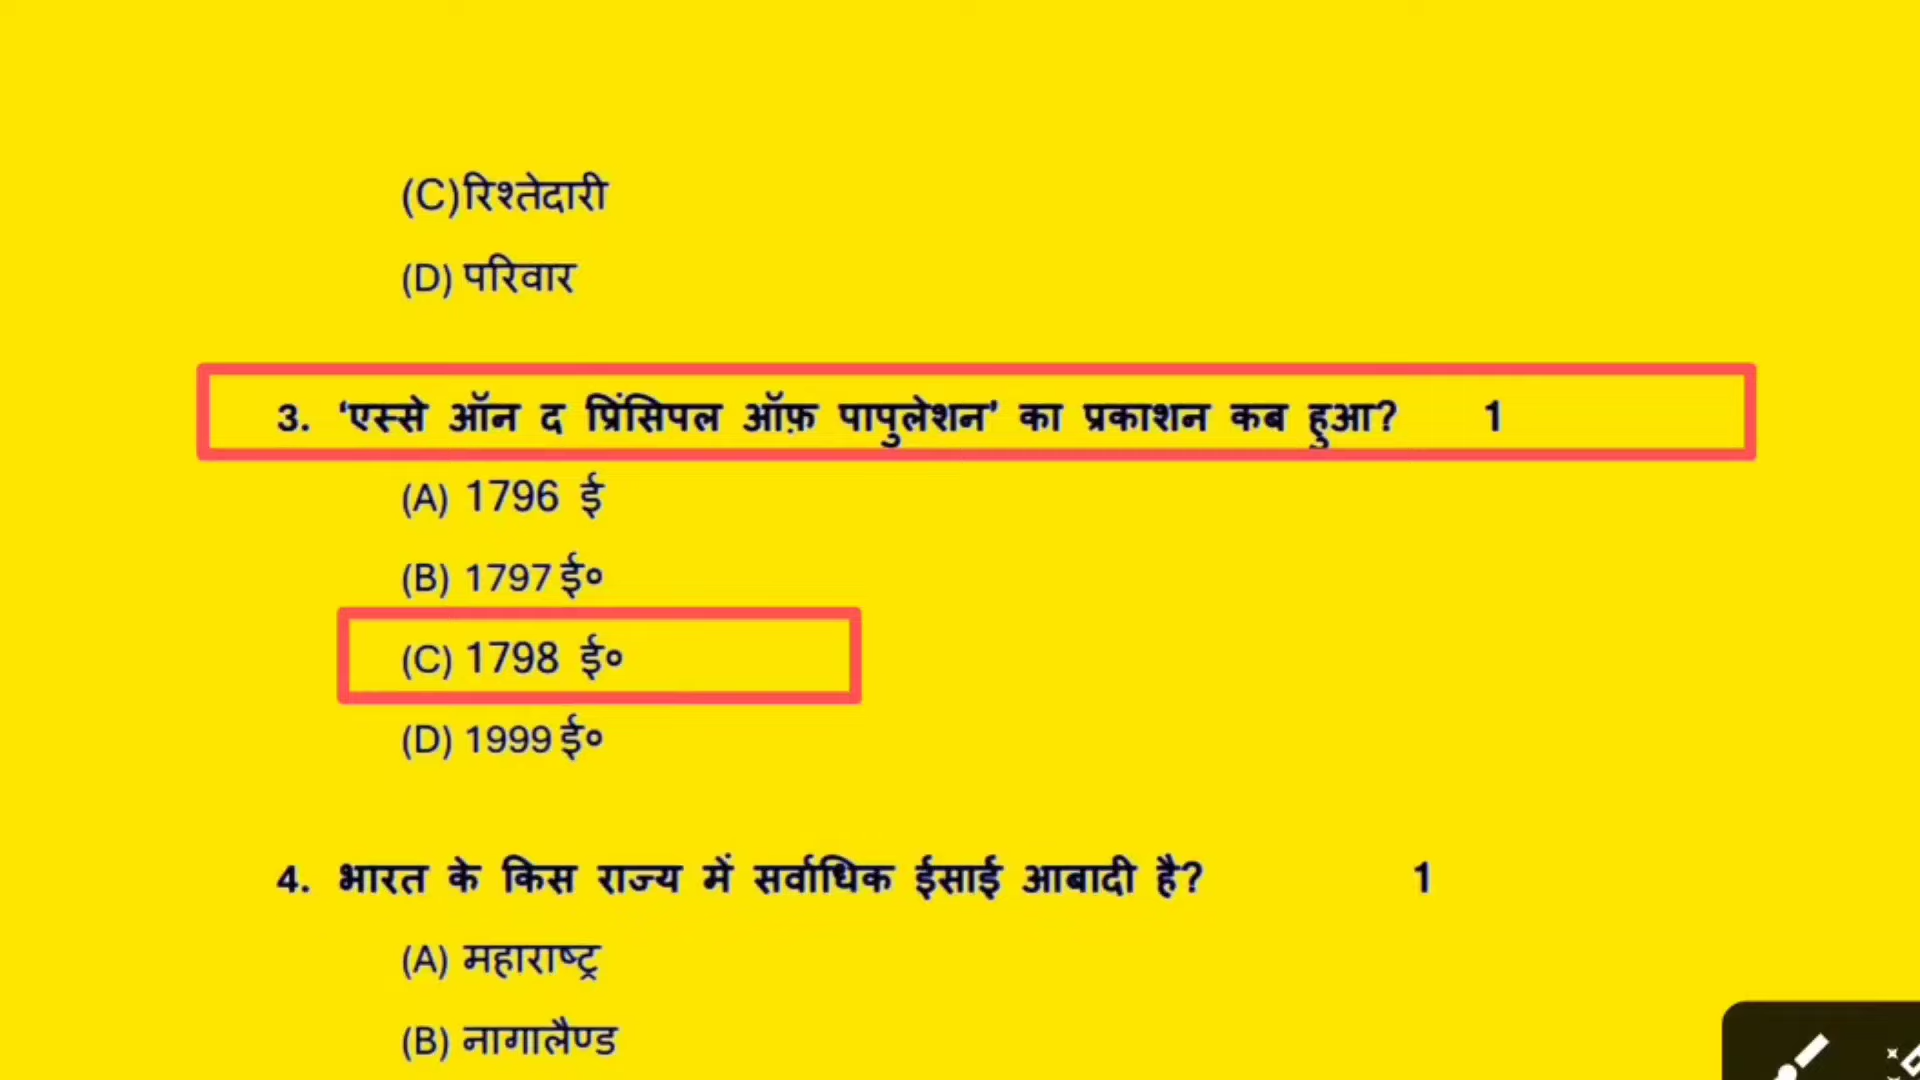 (C)रिश्तेदारी
(D) परिवार
3. ‘एस्से ऑन द प्रिंसिपल ऑफ़ पापुलेशन’ का प्रकाशन कब हुआ? 1
(A) 1796 ई
(B) 1797 ई०
(C) 1798 ई०
(D) 1999 ई०
4. भारत के किस राज्य में सर्वाधिक ईसाई आबादी है? 1
(A) महाराष्ट्र
(B) नागालैण्ड